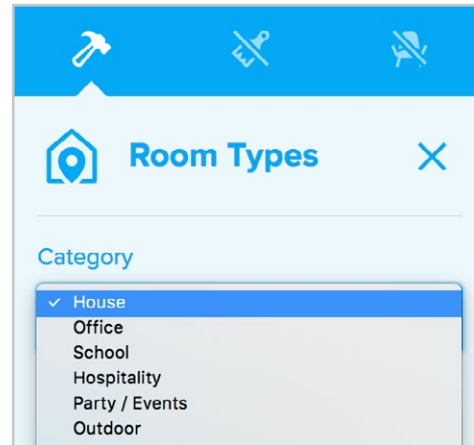 Room Types
Category
House
Office
School
Hospitality
Party / Events
Outdoor